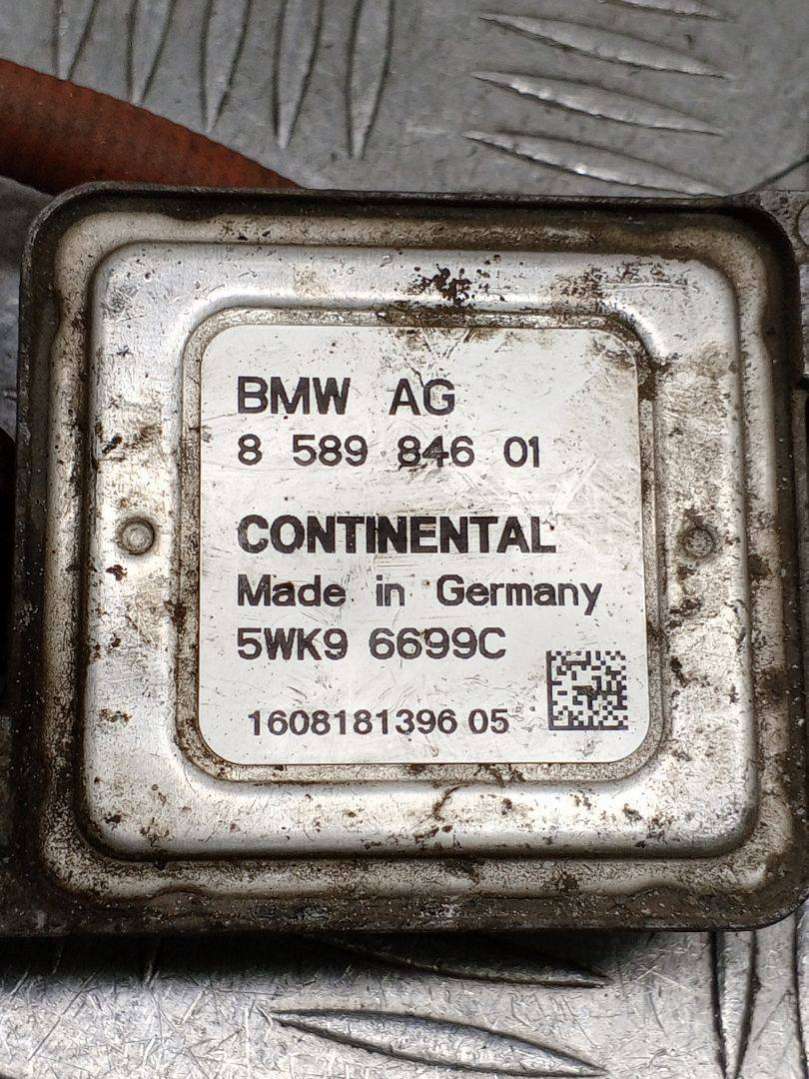 BMW AG
8 589 846 01
CONTINENTAL
Made in Germany
5WK9 6699C
1608181396 05